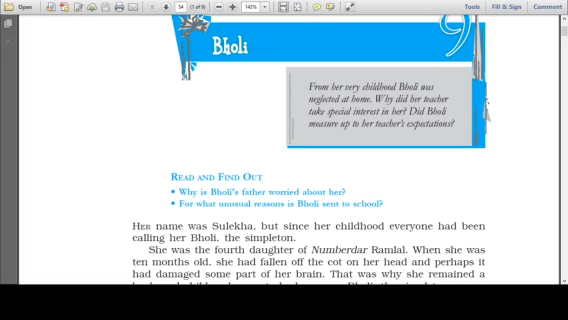 Open
54
(1 of 9)
143%
Tools
Fill & Sign
Comment
Bholi
9
From her very childhood Bholi was
neglected at home. Why did her teacher
take special interest in her? Did Bholi
measure up to her teacher's expectations?
READ AND FIND OUT
• Why is Bholi's father worried about her?
• For what unusual reasons is Bholi sent to school?
HER name was Sulekha, but since her childhood everyone had been
calling her Bholi, the simpleton.
She was the fourth daughter of Numberdar Ramlal. When she was
ten months old, she had fallen off the cot on her head and perhaps it
had damaged some part of her brain. That was why she remained a